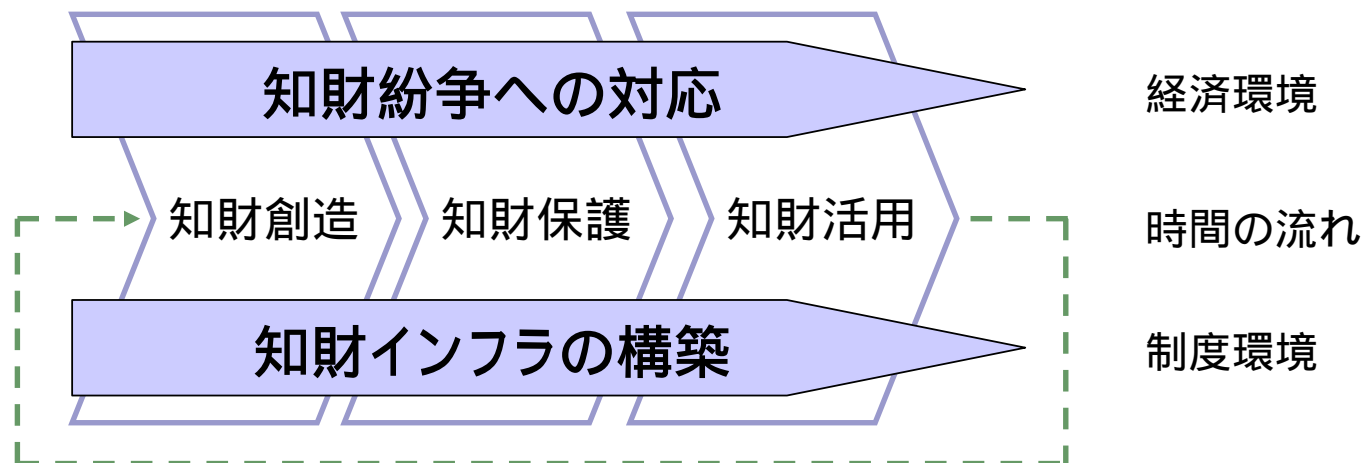 知財紛争への対応
経済環境
知財創造
知財保護
知財活用
時間の流れ
知財インフラの構築
制度環境